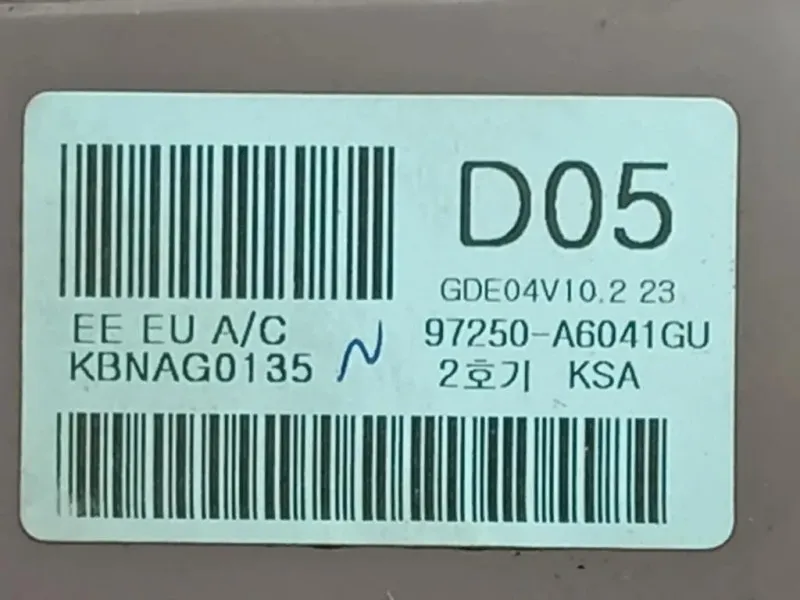 D05
GDE04V10.2 23
EE EU A/C
97250-A6041GU
KBNAG0135
2호기 KSA